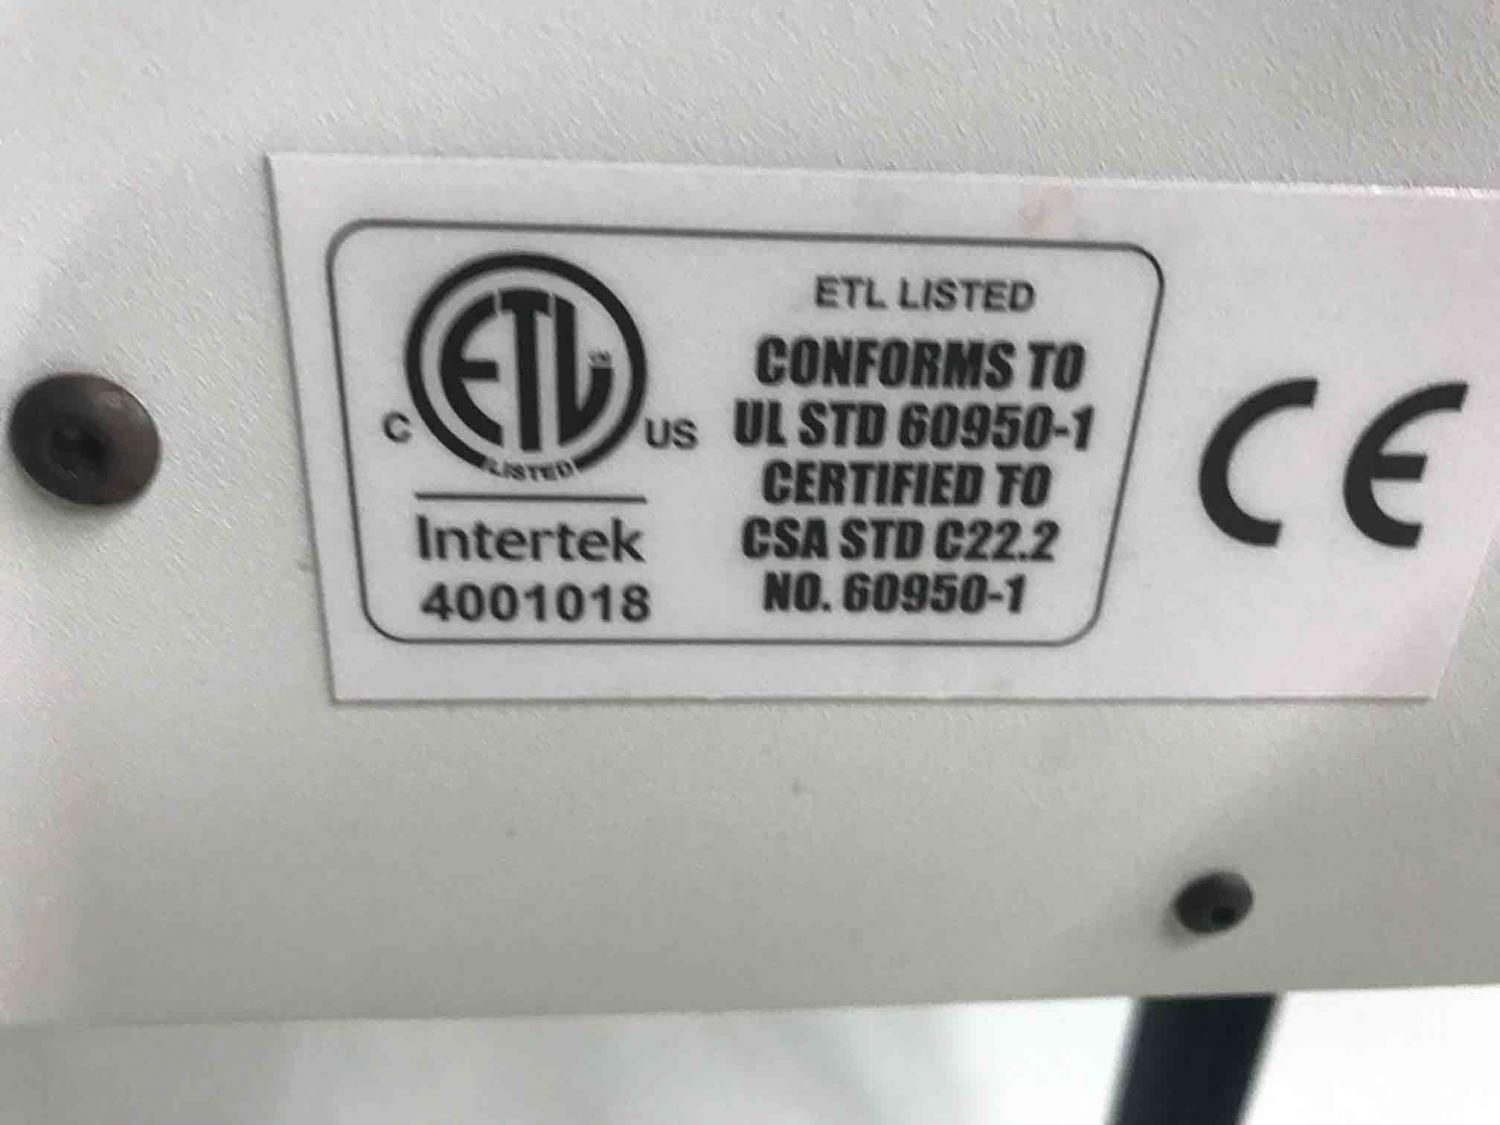 ETL
TM
C
US
LISTED
Intertek
4001018
ETL LISTED
CONFORMS TO
UL STD 60950-1
CERTIFIED TO
CSA STD C22.2
NO. 60950-1
CE